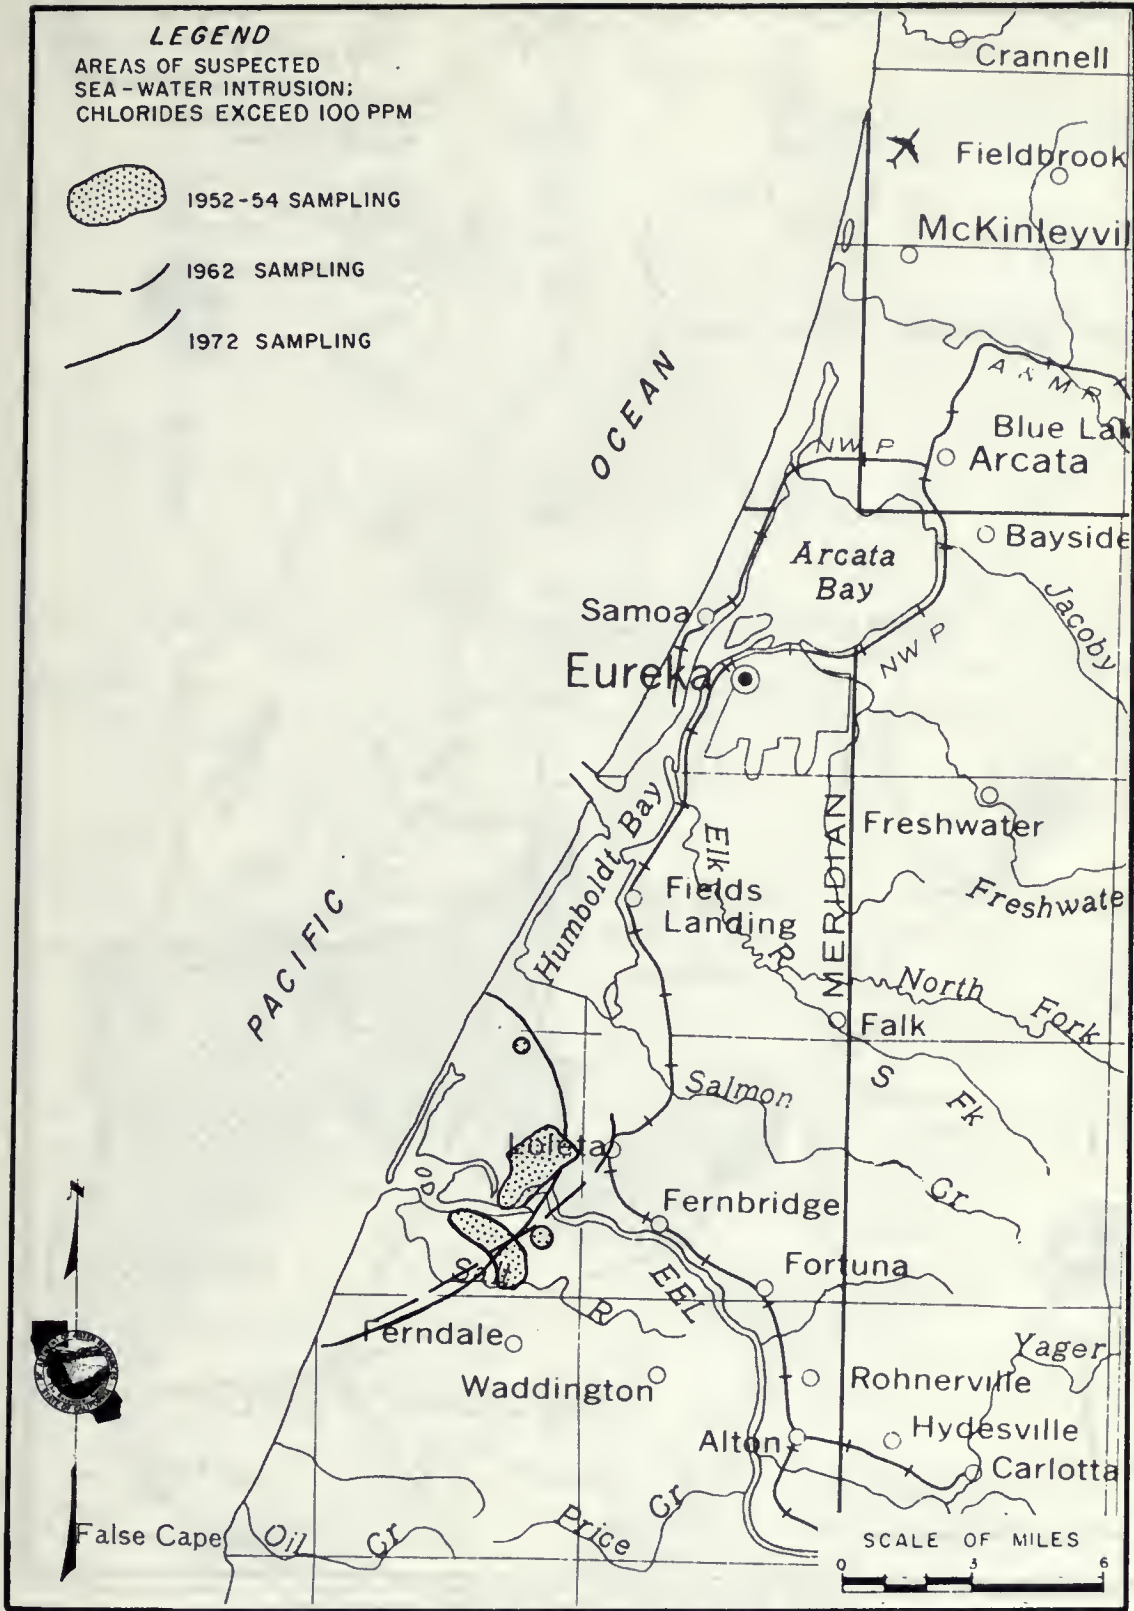 LEGEND
AREAS OF SUSPECTED
SEA-WATER INTRUSION;
CHLORIDES EXCEED 100 PPM
1952-54 SAMPLING
1962 SAMPLING
1972 SAMPLING
Crannell
Fieldbrook
McKinleyvil
OCEAN
A & M R
Blue Lak
NWP
Arcata
Bayside
Arcata
Bay
Jacoby
Samoa
NWP
Eureka
Humboldt Bay
Elk
R
MERIDIAN
Freshwater
Freshwate
Fields
Landing
PACIFIC
North
Fork
Falk
S
Fk
Salmon
Cr
Loleta
Fernbridge
Fortuna
EEL
Salt
R
Ferndale
Waddington
Yager
Rohnerville
Alton
Hydesville
Carlotta
False Cape
Oil
Cr
Price
Cr
N
SCALE OF MILES
0 3 6